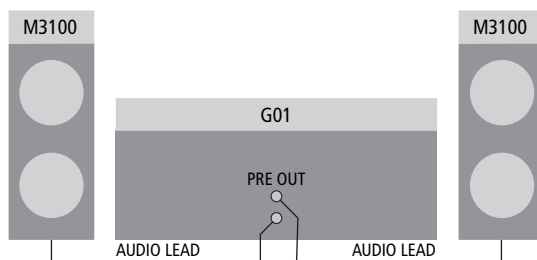 M3100
M3100
G01
PRE OUT
AUDIO LEAD
AUDIO LEAD